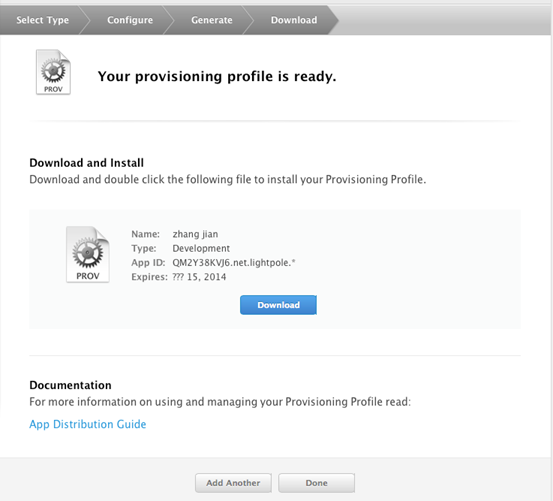 Select Type Configure Generate Download
PROV
Your provisioning profile is ready.
Download and Install
Download and double click the following file to install your Provisioning Profile.
PROV
Name: zhang jian
Type: Development
App ID: QM2Y38KVJ6.net.lightpole.*
Expires: ??? 15, 2014
Download
Documentation
For more information on using and managing your Provisioning Profile read:
App Distribution Guide
Add Another Done